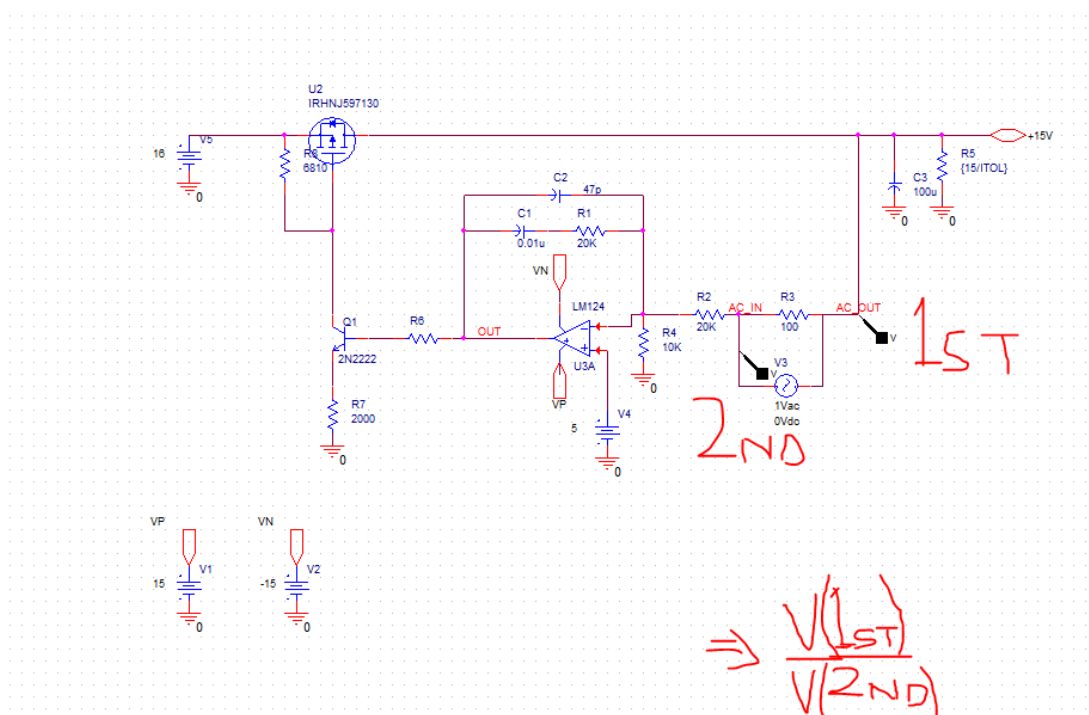 U2
IRHNJ597130
V5
16
R8
6810
0
+15V
R5
{15/ITOL}
C3
100u
0
0
C2
47p
C1
R1
0.01u
20K
VN
LM124
R2
AC_IN
R3
AC_OUT
20K
100
V
1ST
Q1
R6
OUT
R4
10K
2N2222
U3A
V
V3
0
1Vac
0Vdc
VP
V4
5
R7
2000
2ND
0
0
VP
VN
15
V1
-15
V2
0
0
=> V(1ST)
V(2ND)